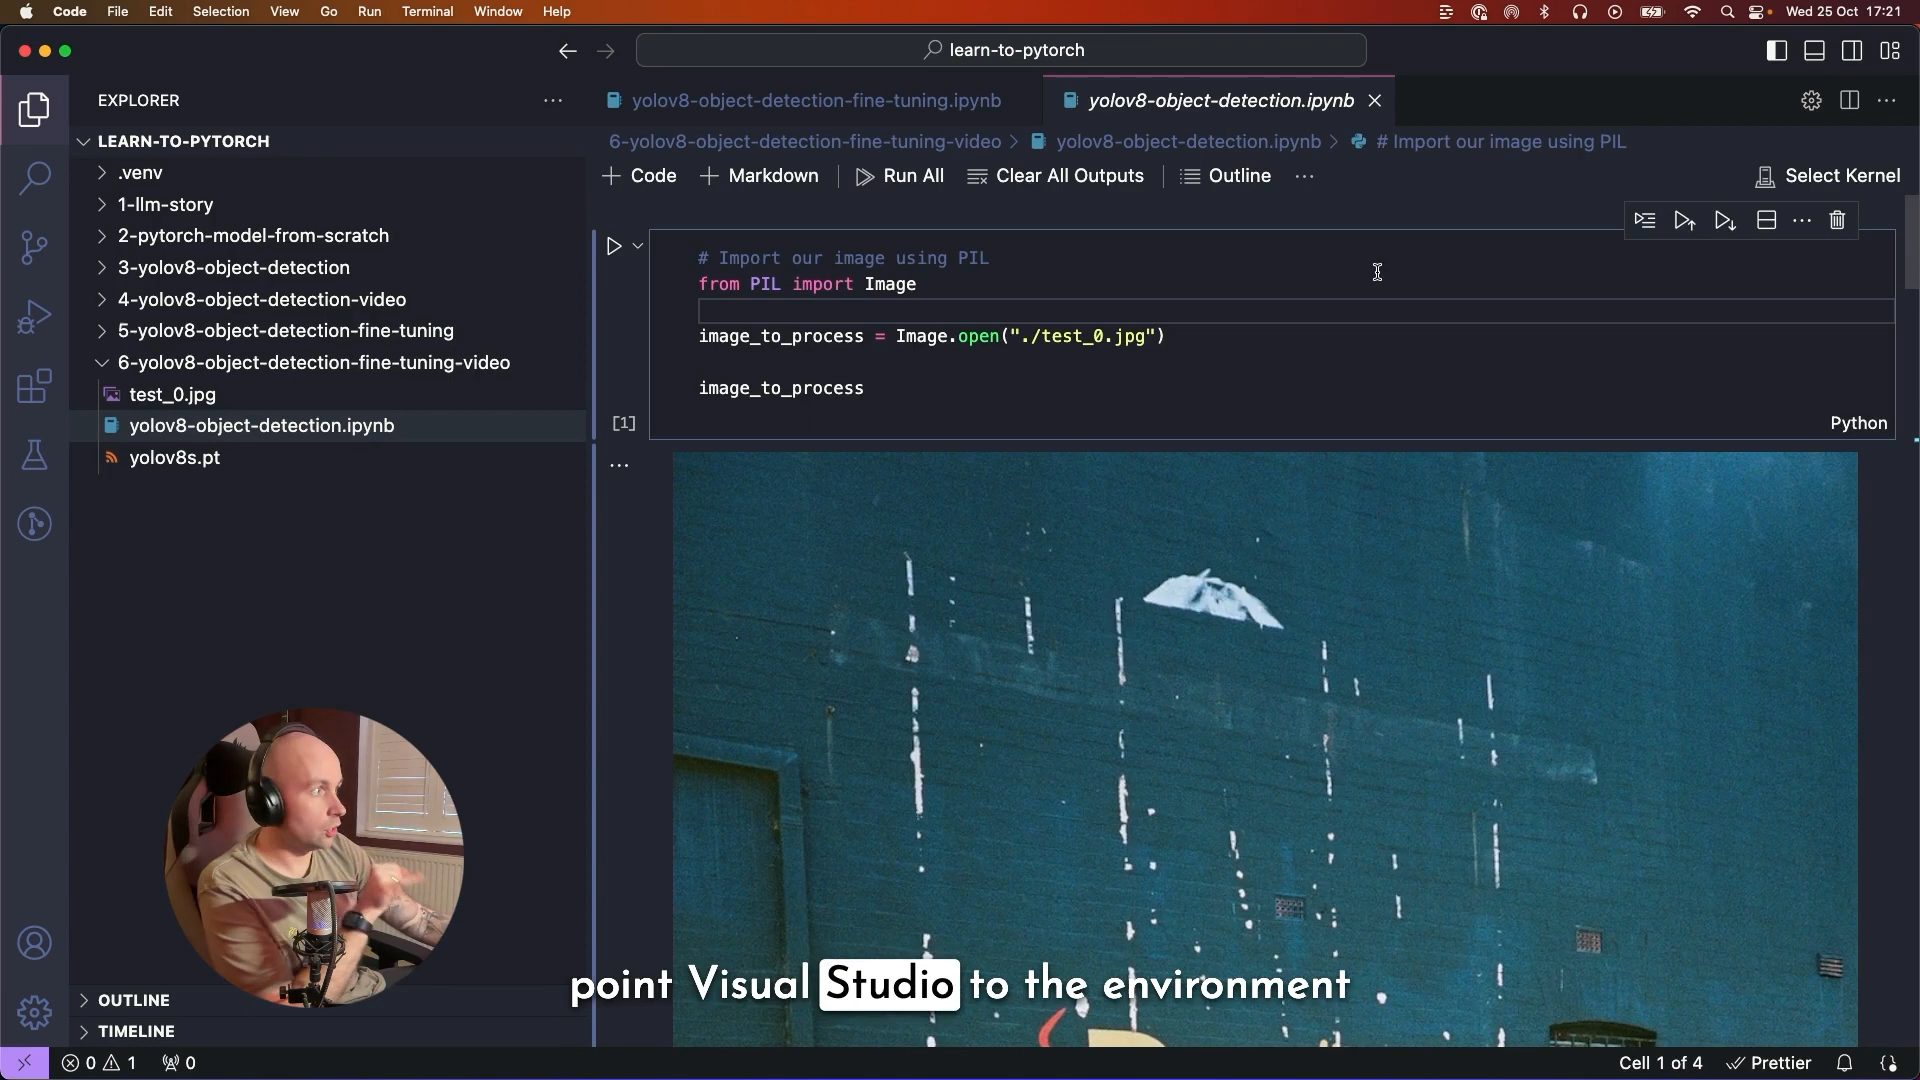 Code File Edit Selection View Go Run Terminal Window Help Wed 25 Oct 17:21
learn-to-pytorch
EXPLORER
yolov8-object-detection-fine-tuning.ipynb
yolov8-object-detection.ipynb
LEARN-TO-PYTORCH
6-yolov8-object-detection-fine-tuning-video > yolov8-object-detection.ipynb > # Import our image using PIL
.venv
1-llm-story
2-pytorch-model-from-scratch
3-yolov8-object-detection
4-yolov8-object-detection-video
5-yolov8-object-detection-fine-tuning
6-yolov8-object-detection-fine-tuning-video
test_0.jpg
yolov8-object-detection.ipynb
yolov8s.pt
+ Code + Markdown Run All Clear All Outputs Outline ... Select Kernel
# Import our image using PIL
from PIL import Image
image_to_process = Image.open("./test_0.jpg")
image_to_process
[1]
Python
point Visual Studio to the environment
OUTLINE
TIMELINE
0 1 0
Cell 1 of 4 Prettier